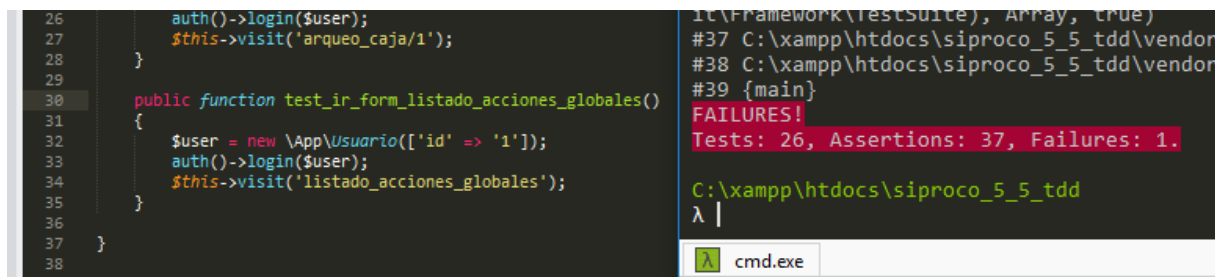 26 auth()->login($user);
27 $this->visit('arqueo_caja/1');
28 }
29
30 public function test_ir_form_listado_acciones_globales()
31 {
32 $user = new \App\Usuario(['id' => '1']);
33 auth()->login($user);
34 $this->visit('listado_acciones_globales');
35 }
36
37 }
38
it\Framework\TestSuite), Array, true)
#37 C:\xampp\htdocs\siproco_5_5_tdd\vendor
#38 C:\xampp\htdocs\siproco_5_5_tdd\vendor
#39 {main}
FAILURES!
Tests: 26, Assertions: 37, Failures: 1.
C:\xampp\htdocs\siproco_5_5_tdd
λ
λ cmd.exe